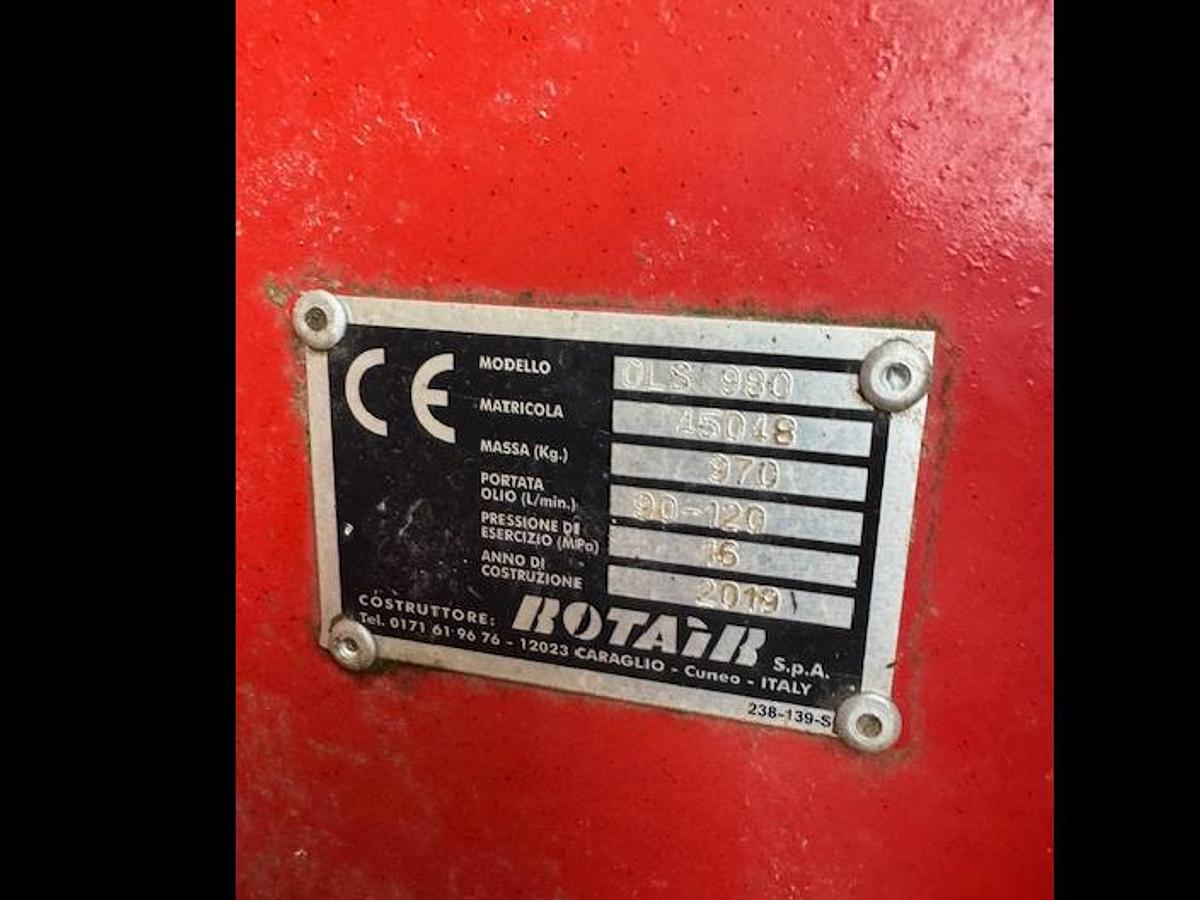 CE
MODELLO OLS 980
MATRICOLA 45048
MASSA (Kg.) 970
PORTATA
OLIO (L/min.) 90-120
PRESSIONE DI
ESERCIZIO (MPa) 16
ANNO DI
COSTRUZIONE 2019
COSTRUTTORE: ROTAIR S.p.A.
Tel. 0171 61 96 76 - 12023 CARAGLIO - Cuneo - ITALY
238-139-S